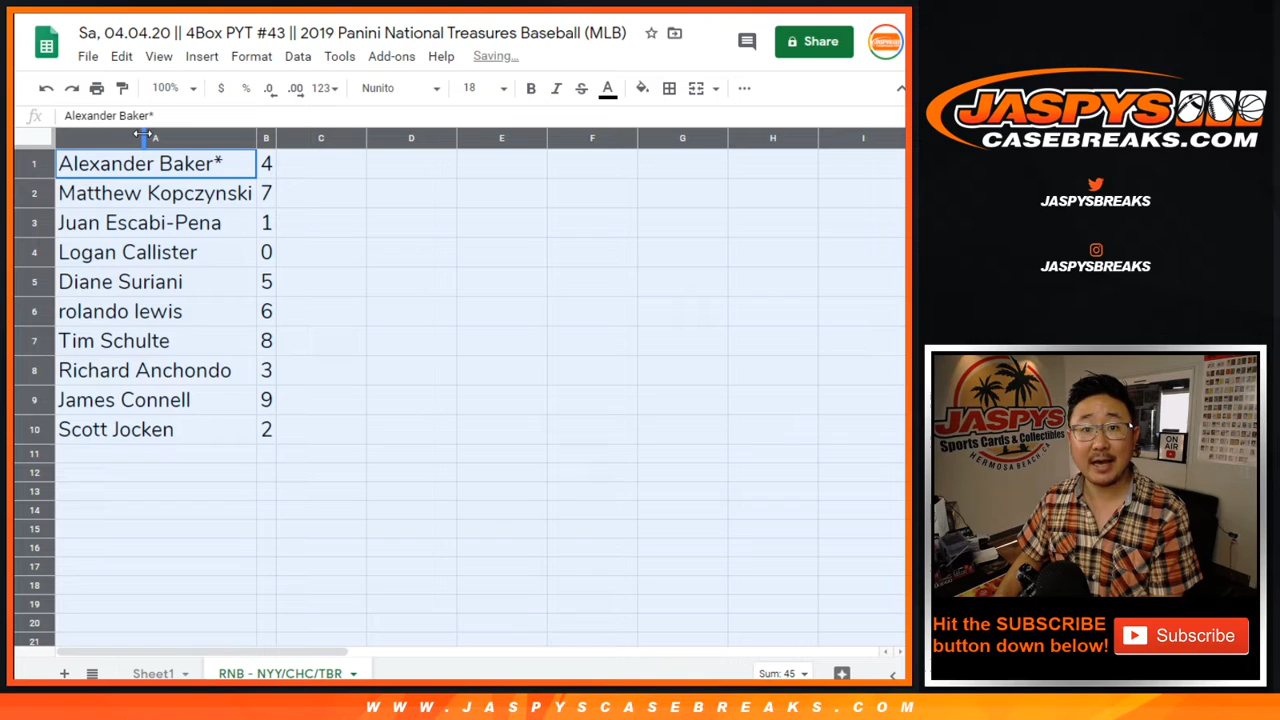 Sa, 04.04.20 || 4Box PYT #43 || 2019 Panini National Treasures Baseball (MLB)
File Edit View Insert Format Data Tools Add-ons Help Saving...
Share
100% $ % .0 .00 123 Nunito 18 B I S A
fx Alexander Baker*
A B C D E F G H I
1 Alexander Baker* 4
2 Matthew Kopczynski 7
3 Juan Escabi-Pena 1
4 Logan Callister 0
5 Diane Suriani 5
6 rolando lewis 6
7 Tim Schulte 8
8 Richard Anchondo 3
9 James Connell 9
10 Scott Jocken 2
11
12
13
14
15
16
17
18
19
20
21
Sheet1 RNB - NYY/CHC/TBR Sum: 45
JASPYS
CASEBREAKS.COM
JASPYSBREAKS
JASPYSBREAKS
JASPYS
Sports Cards & Collectibles
HERMOSA BEACH, CA
ON
AIR
Hit the SUBSCRIBE
button down below!
Subscribe
WWW.JASPYSCASEBREAKS.COM